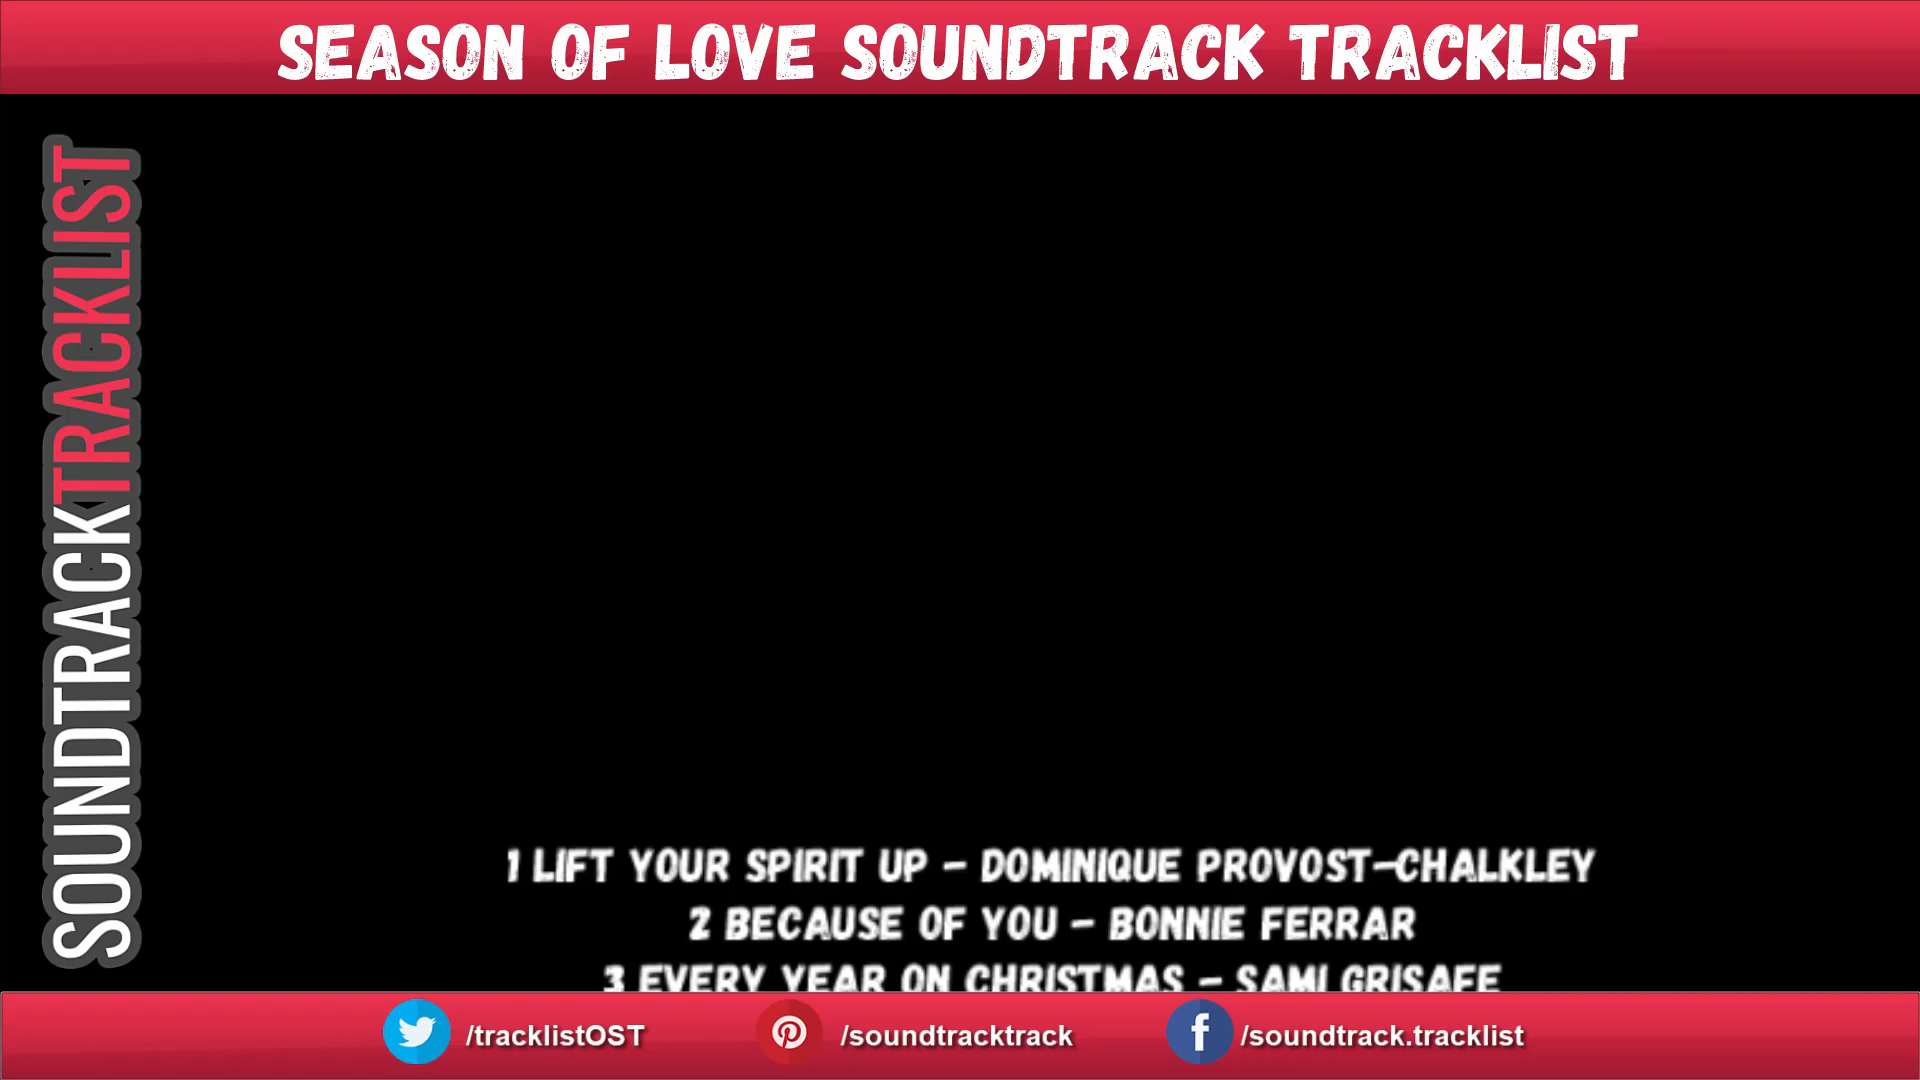 SEASON OF LOVE SOUNDTRACK TRACKLIST
SOUNDTRACKTRACKLIST
1 LIFT YOUR SPIRIT UP - DOMINIQUE PROVOST-CHALKLEY
2 BECAUSE OF YOU - BONNIE FERRAR
3 EVERY YEAR ON CHRISTMAS - SAMI GRISAFE
/tracklistOST
/soundtracktrack
/soundtrack.tracklist